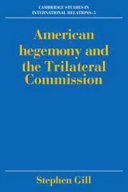 CAMBRIDGE STUDIES IN
INTERNATIONAL RELATIONS: 5
American
hegemony and the
Trilateral
Commission
Stephen Gill